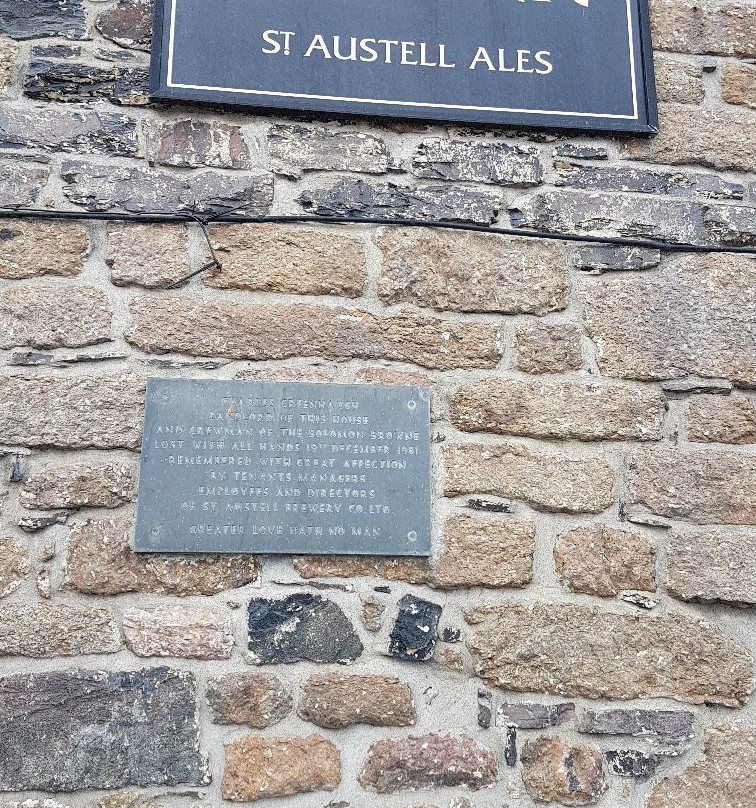 ST AUSTELL ALES
CHARLES GREENHAUGH
LANDLORD OF THIS HOUSE
AND CREWMAN OF THE SOLOMON BROWNE
LOST WITH ALL HANDS 19TH DECEMBER 1981
REMEMBERED WITH GREAT AFFECTION
BY TENANTS MANAGERS
EMPLOYEES AND DIRECTORS
OF ST. AUSTELL BREWERY CO. LTD
GREATER LOVE HATH NO MAN